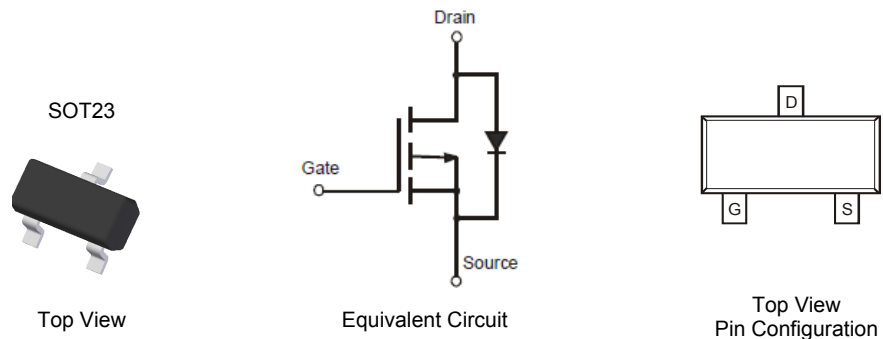 SOT23
Top View
Drain
Gate
Source
Equivalent Circuit
D
G
S
Top View
Pin Configuration